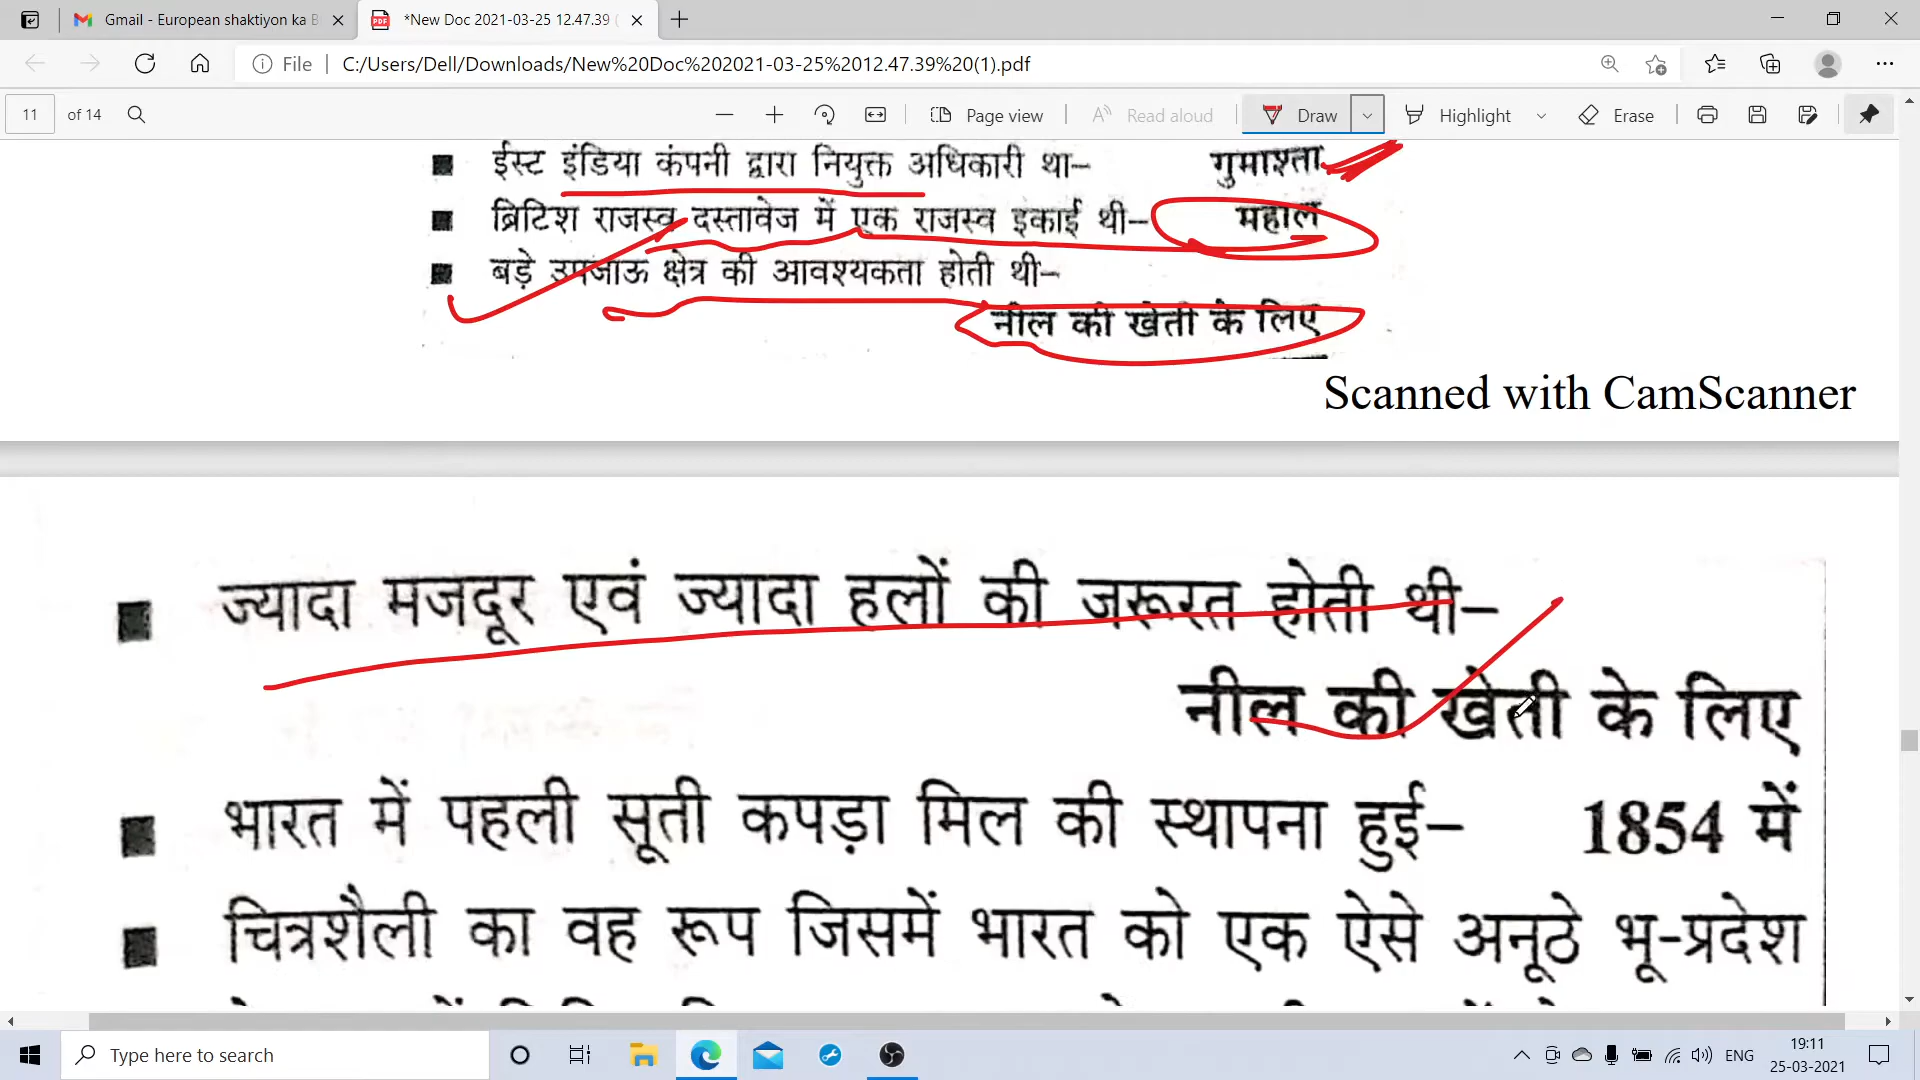 Gmail - European shaktiyon ka B
*New Doc 2021-03-25 12.47.39 (
File
C:/Users/Dell/Downloads/New%20Doc%202021-03-25%2012.47.39%20(1).pdf
11 of 14
Page view
Read aloud
Draw
Highlight
Erase
ईस्ट इंडिया कंपनी द्वारा नियुक्त अधिकारी था– गुमाश्ता
ब्रिटिश राजस्व दस्तावेज में एक राजस्व इकाई थी– महाल
बड़े उपजाऊ क्षेत्र की आवश्यकता होती थी–
नील की खेती के लिए
Scanned with CamScanner
ज्यादा मजदूर एवं ज्यादा हलों की जरूरत होती थी–
नील की खेती के लिए
भारत में पहली सूती कपड़ा मिल की स्थापना हुई– 1854 में
चित्रशैली का वह रूप जिसमें भारत को एक ऐसे अनूठे भू-प्रदेश
Type here to search
ENG
19:11
25-03-2021